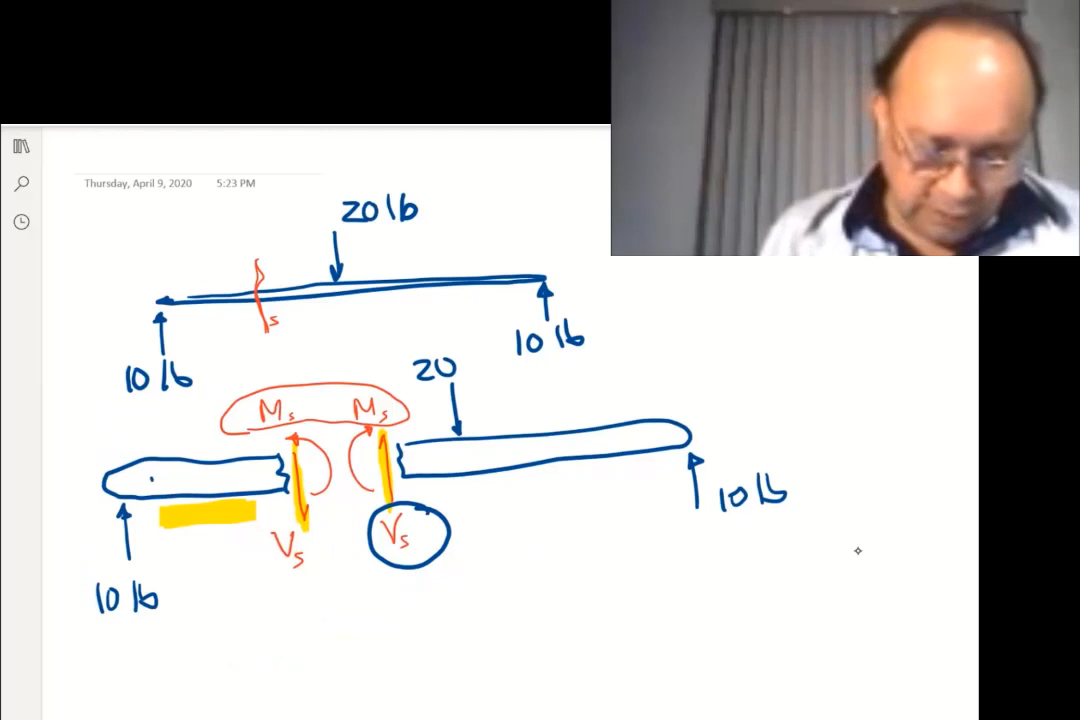 Thursday, April 9, 2020 5:23 PM
20 lb
s
10 lb
10 lb
20
Ms Ms
10 lb
Vs Vs
10 lb